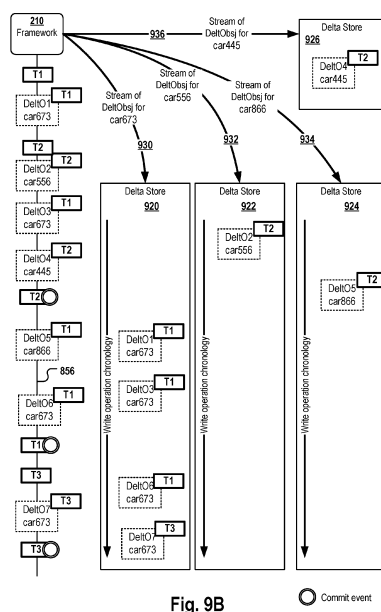 210
Framework
936
Stream of
DeltObsj for
car445
Delta Store
926
T2
DeltO4
car445
Stream of
DeltObsj for
car673
Stream of
DeltObsj for
car556
Stream of
DeltObsj for
car866
930
932
934
T1
T1
DeltO1
car673
T2
T2
DeltO2
car556
T1
DeltO3
car673
T2
DeltO4
car445
T2
T1
DeltO5
car866
856
T1
DeltO6
car673
T1
T3
T1
DeltO7
car673
T3
Delta Store
920
Write operation chronology
T1
DeltO1
car673
T1
DeltO3
car673
T1
DeltO6
car673
T3
DeltO7
car673
Delta Store
922
Write operation chronology
T2
DeltO2
car556
Delta Store
924
Write operation chronology
T2
DeltO5
car866
Fig. 9B
Commit event